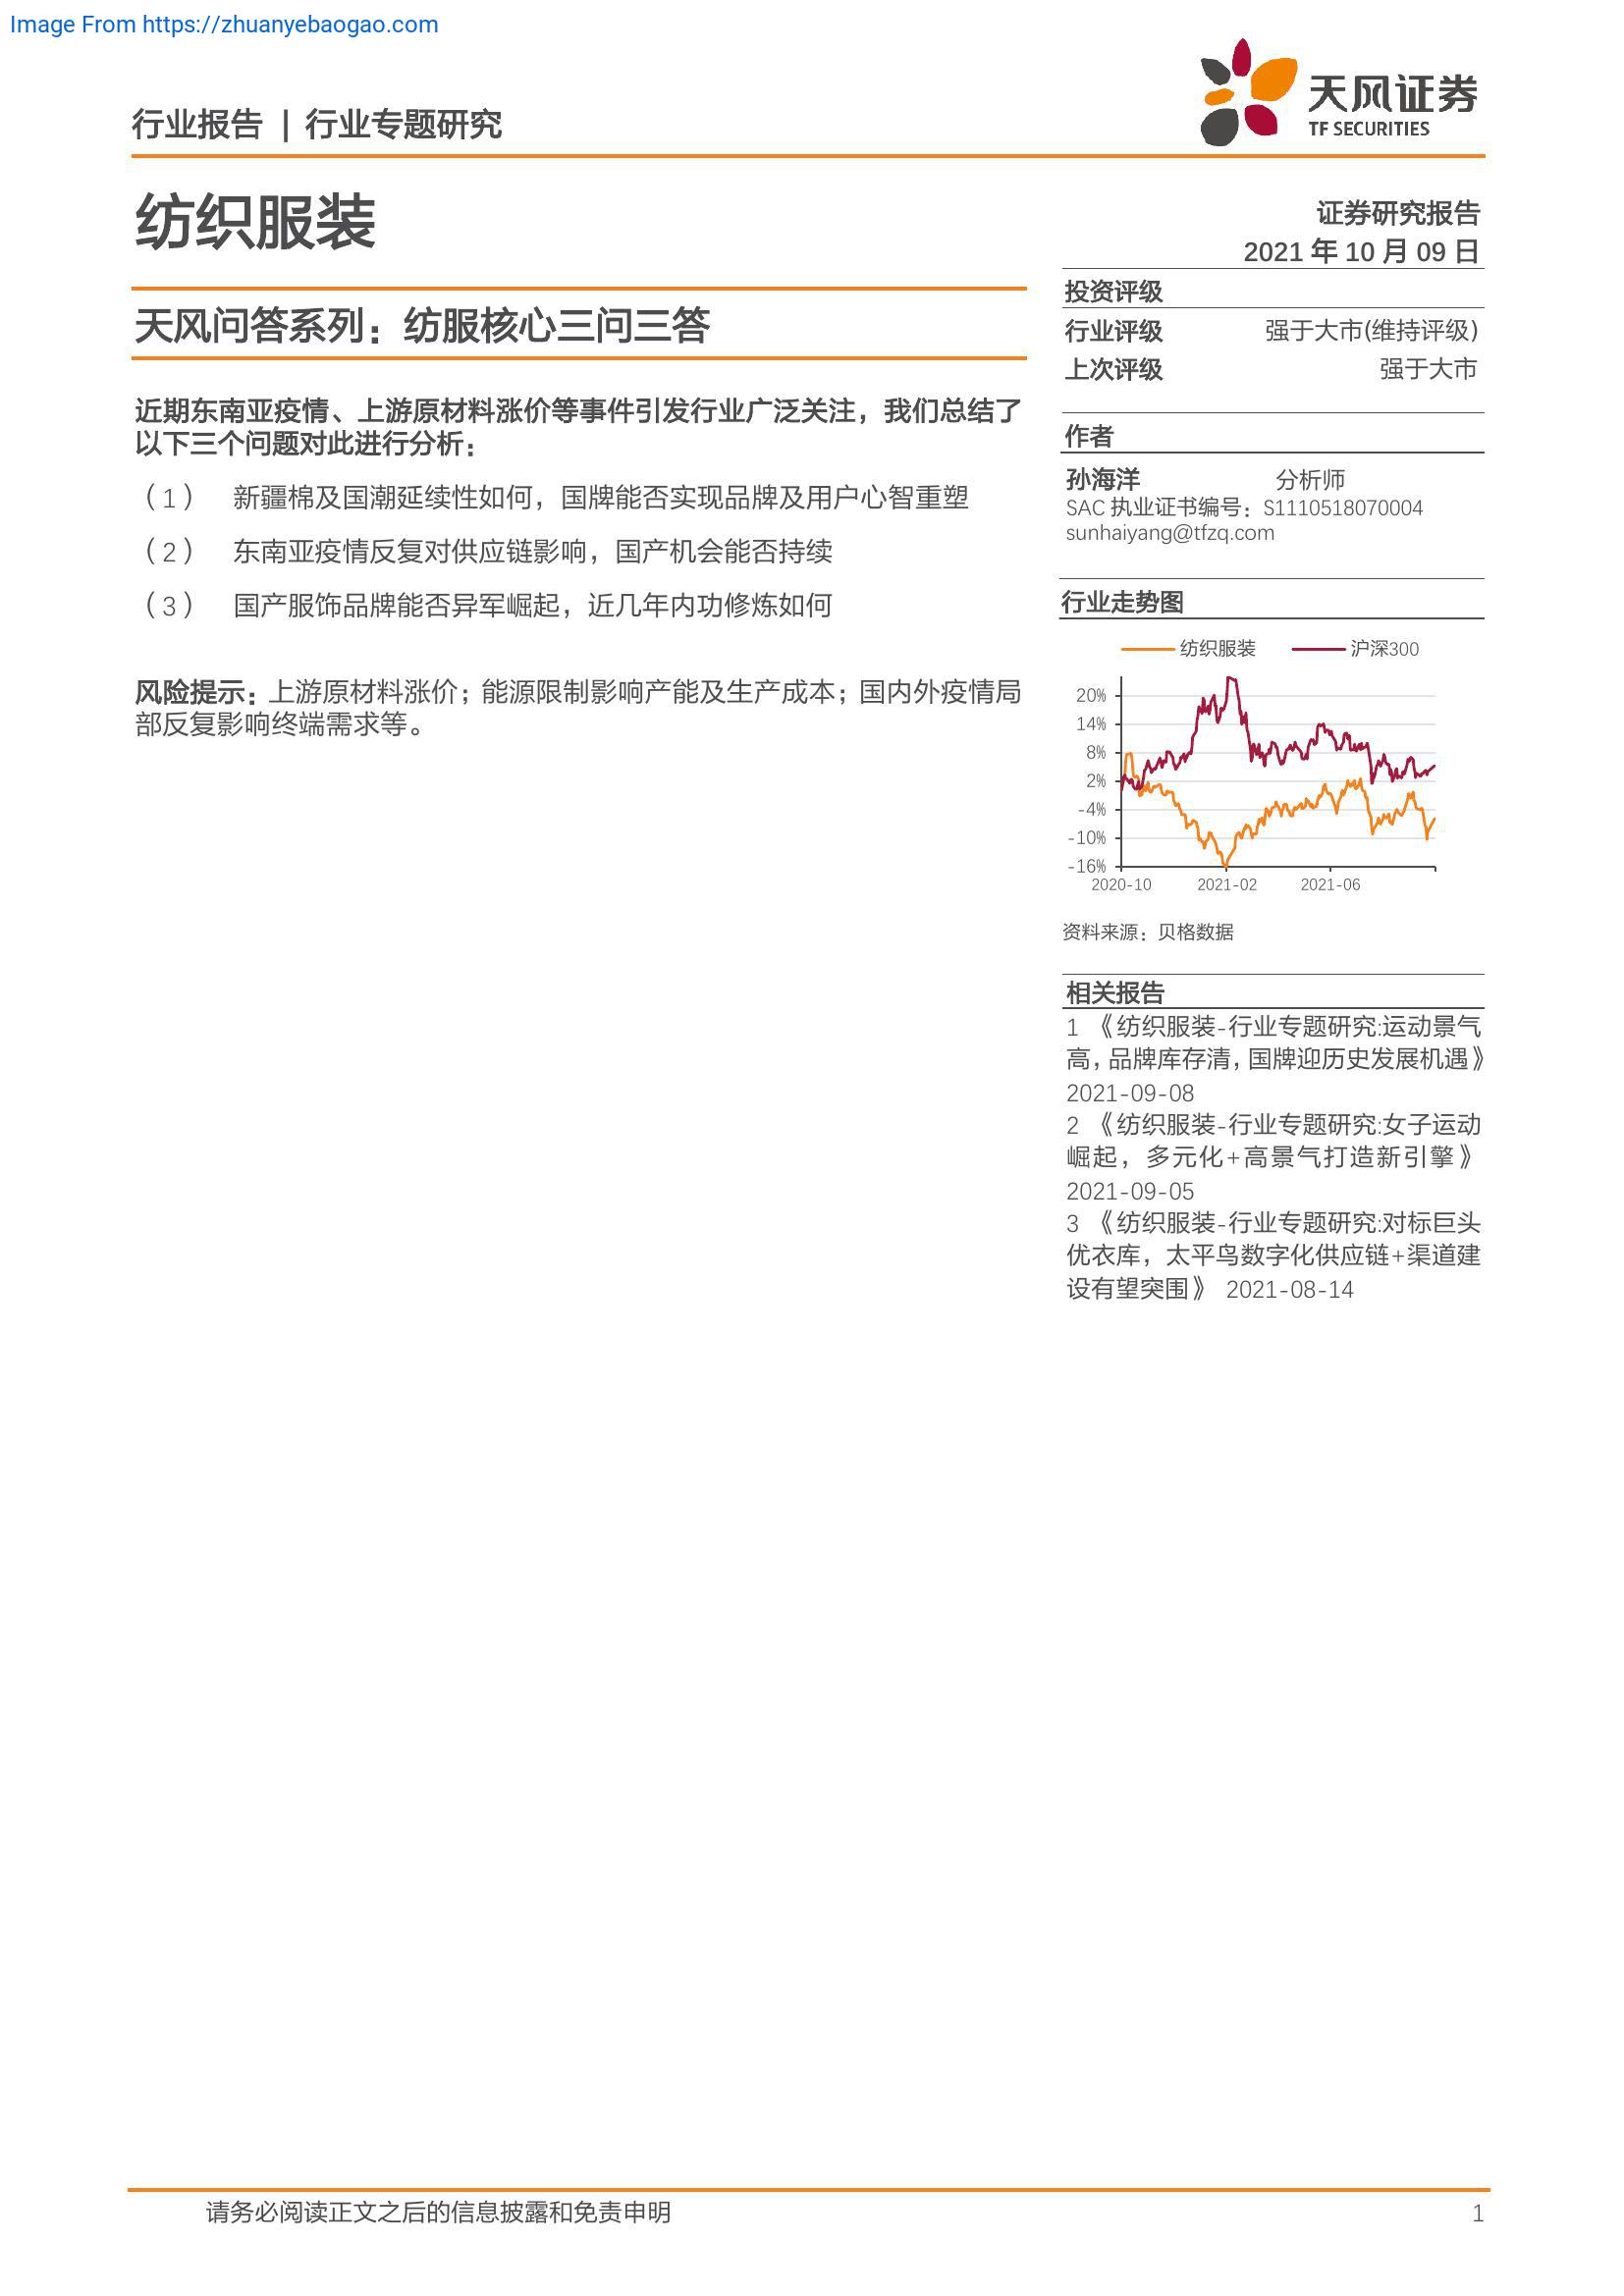 Image From https://zhuanyebaogao.com
行业报告 | 行业专题研究
天风证券
TF SECURITIES
纺织服装
证券研究报告
2021 年 10 月 09 日
天风问答系列：纺服核心三问三答
近期东南亚疫情、上游原材料涨价等事件引发行业广泛关注，我们总结了
以下三个问题对此进行分析：
（1） 新疆棉及国潮延续性如何，国牌能否实现品牌及用户心智重塑
（2） 东南亚疫情反复对供应链影响，国产机会能否持续
（3） 国产服饰品牌能否异军崛起，近几年内功修炼如何
风险提示：上游原材料涨价；能源限制影响产能及生产成本；国内外疫情局
部反复影响终端需求等。
投资评级
行业评级 强于大市(维持评级)
上次评级 强于大市
作者
孙海洋 分析师
SAC 执业证书编号：S1110518070004
sunhaiyang@tfzq.com
行业走势图
纺织服装 沪深300
20%
14%
8%
2%
-4%
-10%
-16%
2020-10 2021-02 2021-06
资料来源：贝格数据
相关报告
1 《纺织服装-行业专题研究:运动景气
高，品牌库存清，国牌迎历史发展机遇》
2021-09-08
2 《纺织服装-行业专题研究:女子运动
崛起，多元化+高景气打造新引擎》
2021-09-05
3 《纺织服装-行业专题研究:对标巨头
优衣库，太平鸟数字化供应链+渠道建
设有望突围》 2021-08-14
请务必阅读正文之后的信息披露和免责申明 1